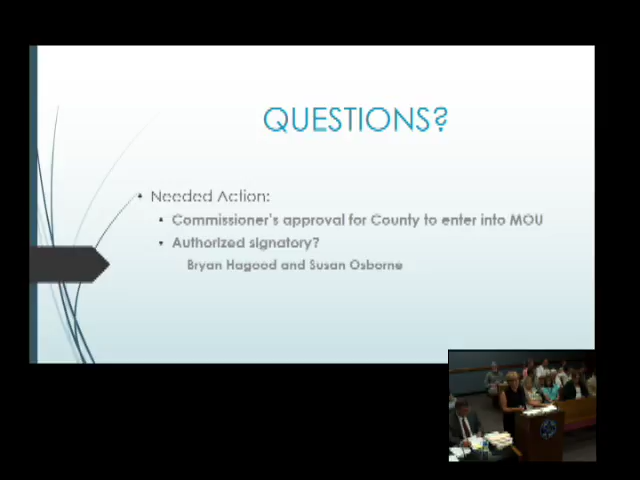 QUESTIONS?
• Needed Action:
• Commissioner's approval for County to enter into MOU
• Authorized signatory?
Bryan Hagood and Susan Osborne